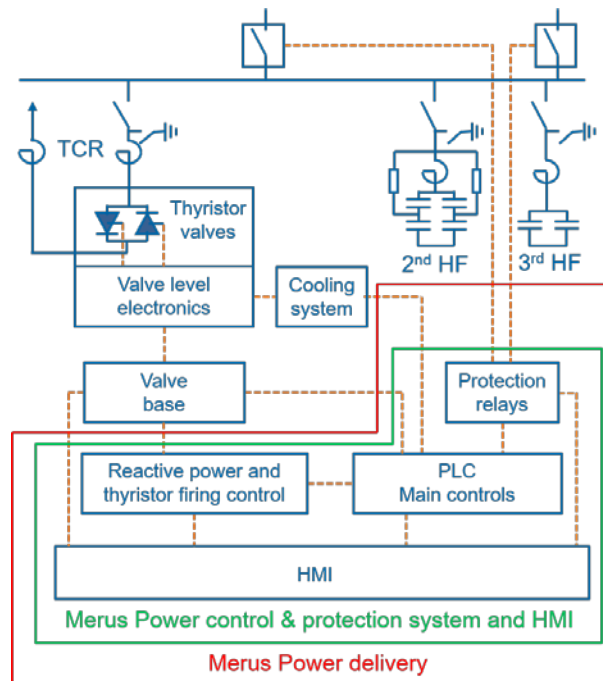 TCR
Thyristor
valves
2nd HF
3rd HF
Valve level
electronics
Cooling
system
Valve
base
Protection
relays
Reactive power and
thyristor firing control
PLC
Main controls
HMI
Merus Power control & protection system and HMI
Merus Power delivery